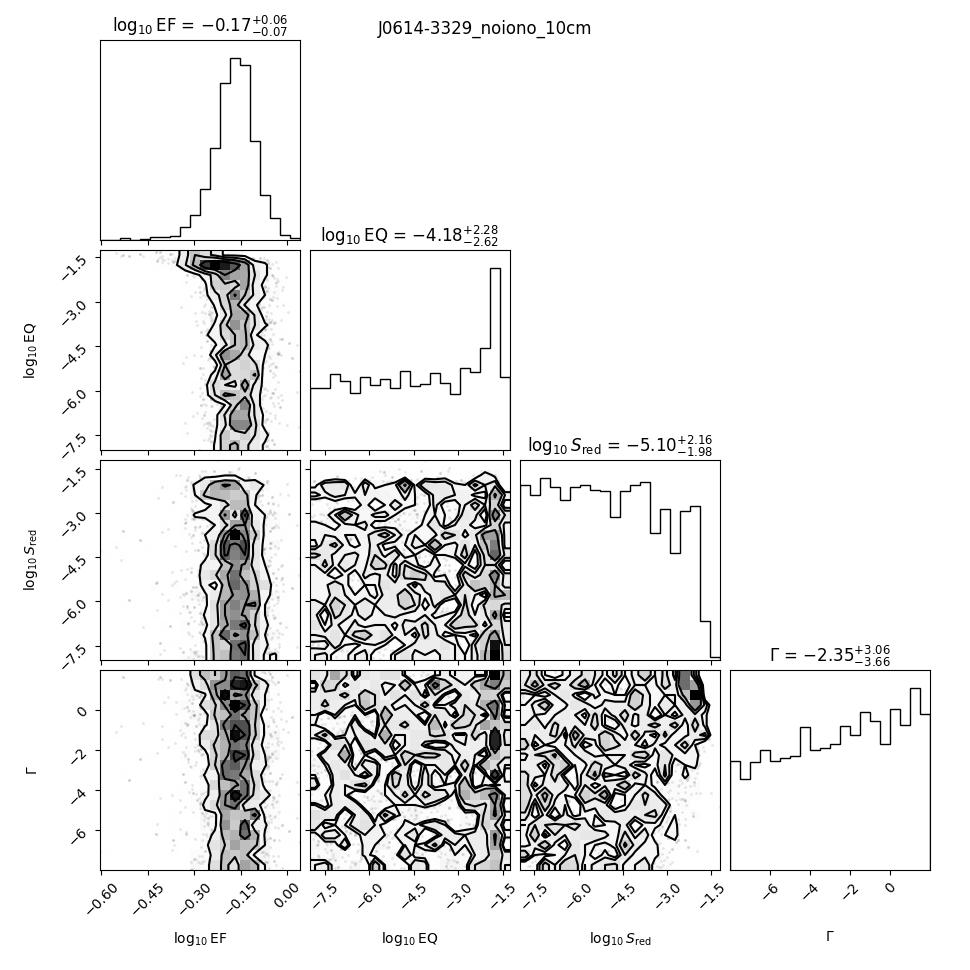 J0614-3329_noiono_10cm
log₁₀ EF = −0.17 +0.06 −0.07
log₁₀ EQ = −4.18 +2.28 −2.62
−1.5
−3.0
−4.5
−6.0
−7.5
log₁₀ EQ
log₁₀ S_red = −5.10 +2.16 −1.98
−1.5
−3.0
−4.5
−6.0
−7.5
log₁₀ S_red
Γ = −2.35 +3.06 −3.66
0
−2
−4
−6
Γ
−0.60 −0.45 −0.30 −0.15 0.00 −7.5 −6.0 −4.5 −3.0 −1.5 −7.5 −6.0 −4.5 −3.0 −1.5 −6 −4 −2 0
log₁₀ EF log₁₀ EQ log₁₀ S_red Γ